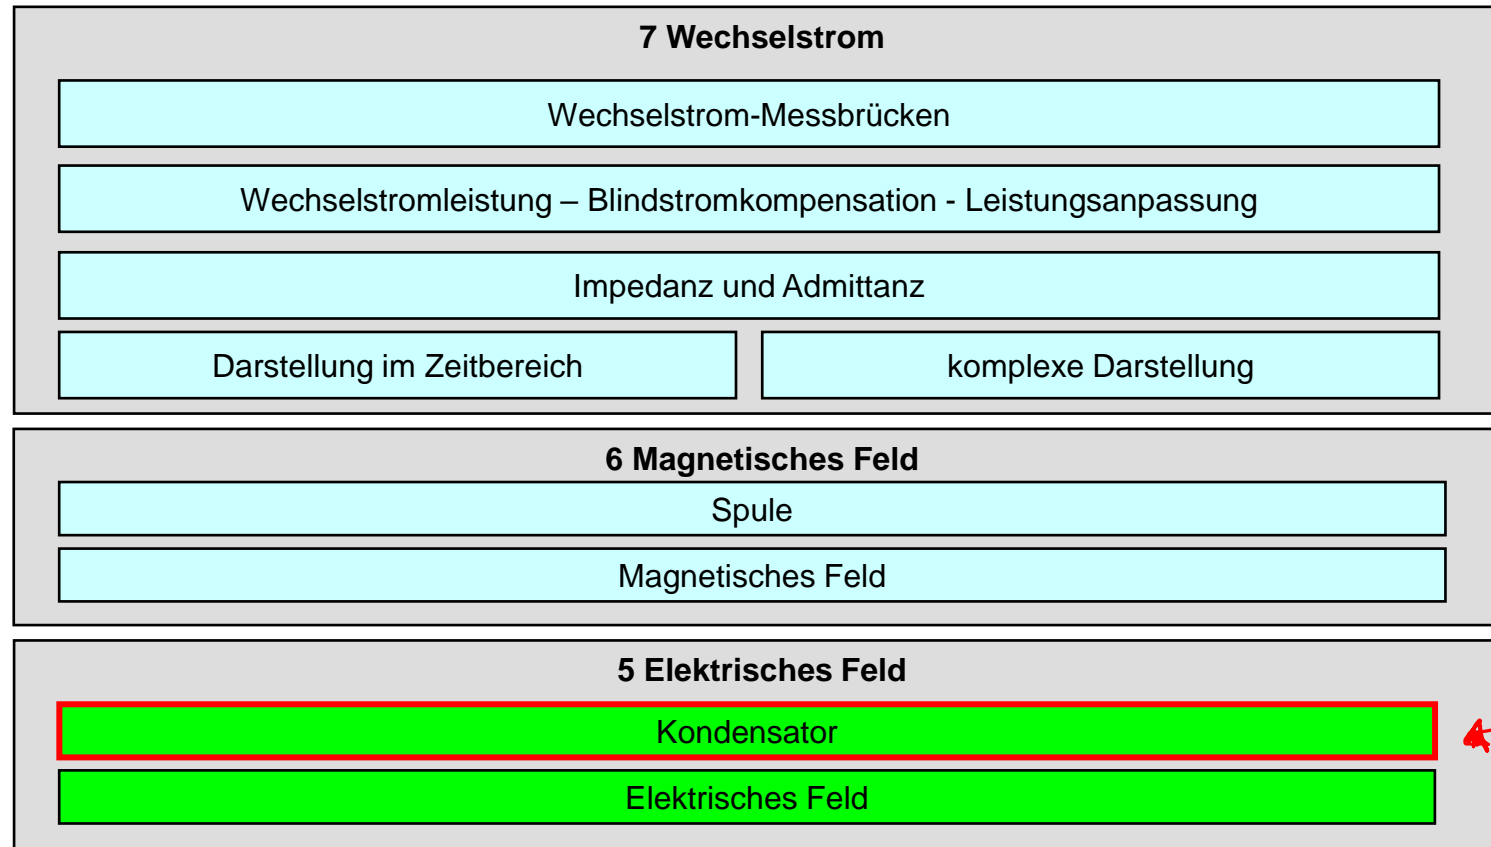 7 Wechselstrom
Wechselstrom-Messbrücken
Wechselstromleistung – Blindstromkompensation - Leistungsanpassung
Impedanz und Admittanz
Darstellung im Zeitbereich
komplexe Darstellung
6 Magnetisches Feld
Spule
Magnetisches Feld
5 Elektrisches Feld
Kondensator
Elektrisches Feld